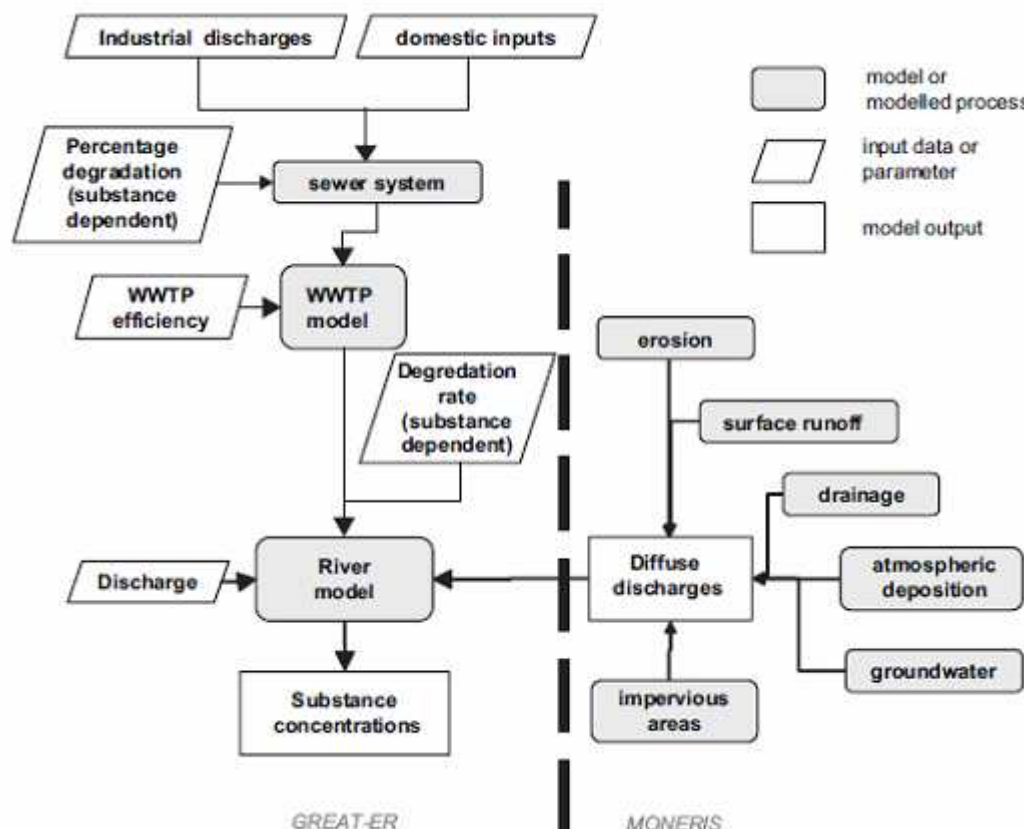 Industrial discharges
domestic inputs
model or
modelled process
Percentage
degradation
(substance
dependent)
sewer system
input data or
parameter
model output
WWTP
efficiency
WWTP
model
erosion
Degredation
rate
(substance
dependent)
surface runoff
drainage
Discharge
River
model
Diffuse
discharges
atmospheric
deposition
groundwater
Substance
concentrations
impervious
areas
GREAT-ER
MONERIS